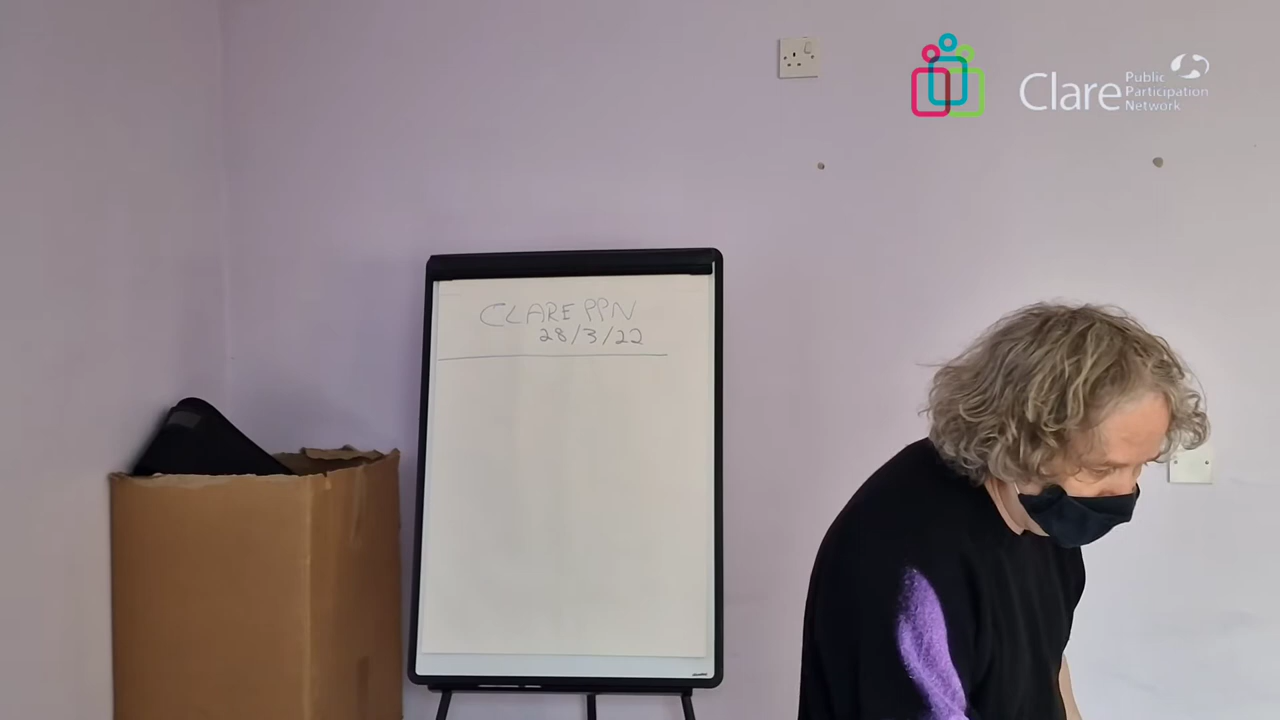 Clare Public
Participation
Network
CLARE PPN
28/3/22